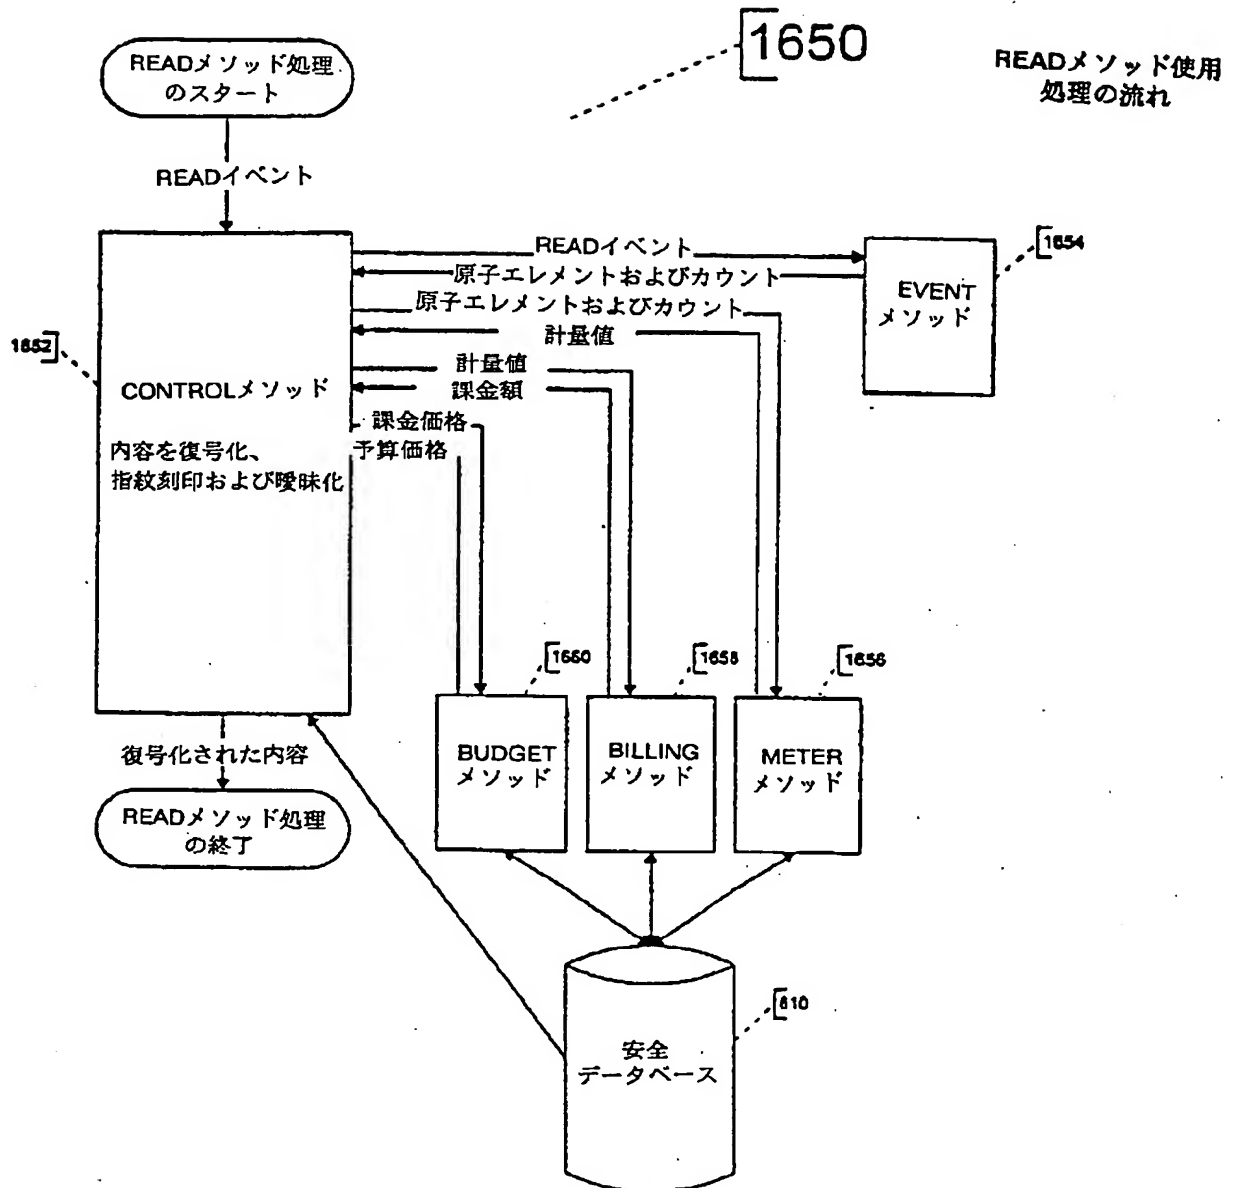 1650
READメソッド使用
処理の流れ
READメソッド処理
のスタート
READイベント
READイベント
1654
原子エレメントおよびカウント
EVENT
メソッド
原子エレメントおよびカウント
計量値
1652
計量値
CONTROLメソッド
課金額
課金価格
内容を復号化、
予算価格
指紋刻印および曖昧化
1660
1658
1656
BUDGET
メソッド
BILLING
メソッド
METER
メソッド
復号化された内容
READメソッド処理
の終了
610
安全
データベース